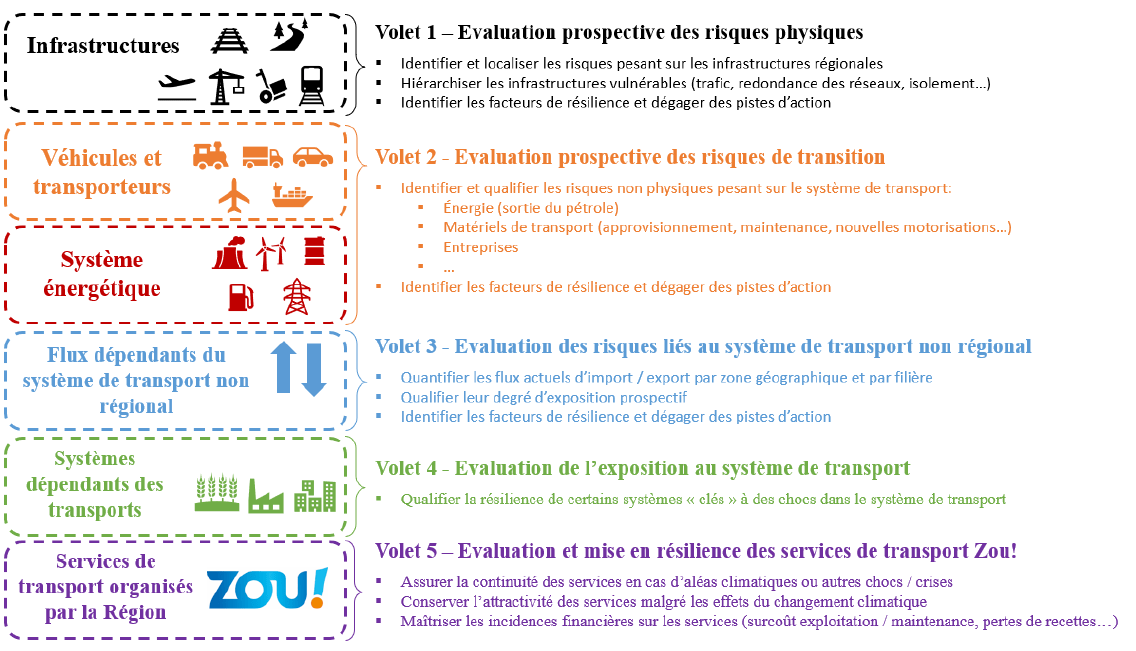 Infrastructures
Volet 1 – Evaluation prospective des risques physiques
▪ Identifier et localiser les risques pesant sur les infrastructures régionales
▪ Hiérarchiser les infrastructures vulnérables (trafic, redondance des réseaux, isolement…)
▪ Identifier les facteurs de résilience et dégager des pistes d’action
Véhicules et
transporteurs
Système
énergétique
Volet 2 - Evaluation prospective des risques de transition
▪ Identifier et qualifier les risques non physiques pesant sur le système de transport:
▪ Énergie (sortie du pétrole)
▪ Matériels de transport (approvisionnement, maintenance, nouvelles motorisations…)
▪ Entreprises
▪ …
▪ Identifier les facteurs de résilience et dégager des pistes d’action
Flux dépendants du
système de transport non
régional
Volet 3 - Evaluation des risques liés au système de transport non régional
▪ Quantifier les flux actuels d’import / export par zone géographique et par filière
▪ Qualifier leur degré d’exposition prospectif
▪ Identifier les facteurs de résilience et dégager des pistes d’action
Systèmes
dépendants des
transports
Volet 4 - Evaluation de l’exposition au système de transport
▪ Qualifier la résilience de certains systèmes « clés » à des chocs dans le système de transport
Services de
transport organisés
par la Région
ZOU!
Volet 5 – Evaluation et mise en résilience des services de transport Zou!
▪ Assurer la continuité des services en cas d’aléas climatiques ou autres chocs / crises
▪ Conserver l’attractivité des services malgré les effets du changement climatique
▪ Maîtriser les incidences financières sur les services (surcoût exploitation / maintenance, pertes de recettes…)